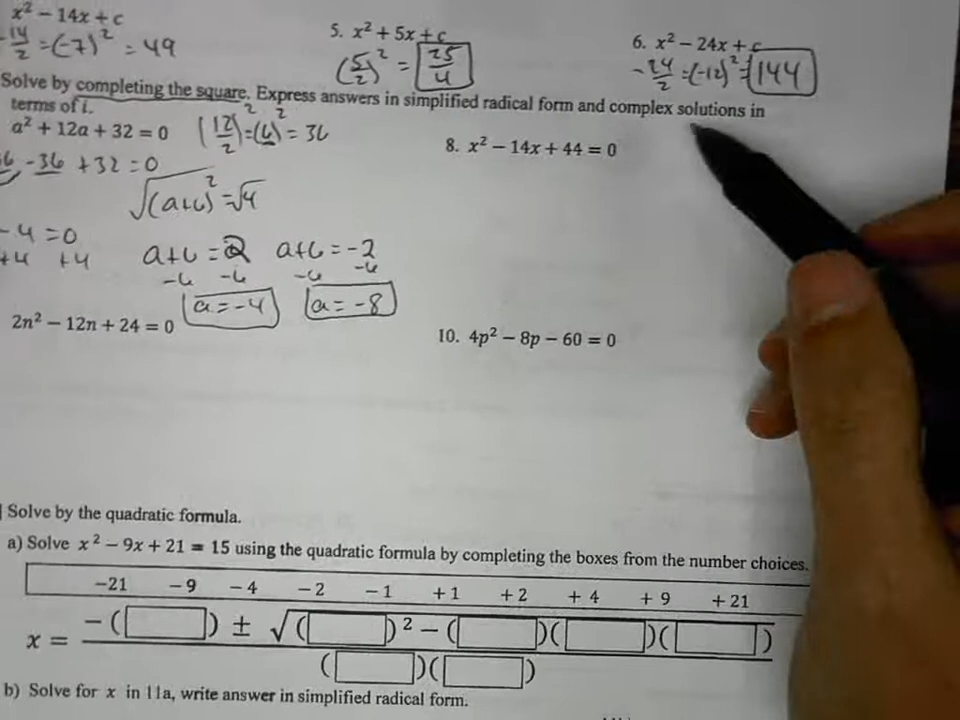 x² − 14x + c
14/2 = (−7)² = 49
5. x² + 5x + c
(5/2)² = 25/4
6. x² − 24x + c
−24/2 = (−12)² = 144
Solve by completing the square. Express answers in simplified radical form and complex solutions in
terms of i.
a² + 12a + 32 = 0
(12/2)² = (6)² = 36
− 36 + 32 = 0
√(a+6)² = √4
− 4 = 0
+4 +4
a+6 = 2 a+6 = −2
−6 −6 −6 −6
a = −4 a = −8
8. x² − 14x + 44 = 0
2n² − 12n + 24 = 0
10. 4p² − 8p − 60 = 0
Solve by the quadratic formula.
a) Solve x² − 9x + 21 = 15 using the quadratic formula by completing the boxes from the number choices.
−21 − 9 − 4 − 2 − 1 + 1 + 2 + 4 + 9 + 21
x = −( ) ± √( )² − ( )( )( )
( )( )
b) Solve for x in 11a, write answer in simplified radical form.